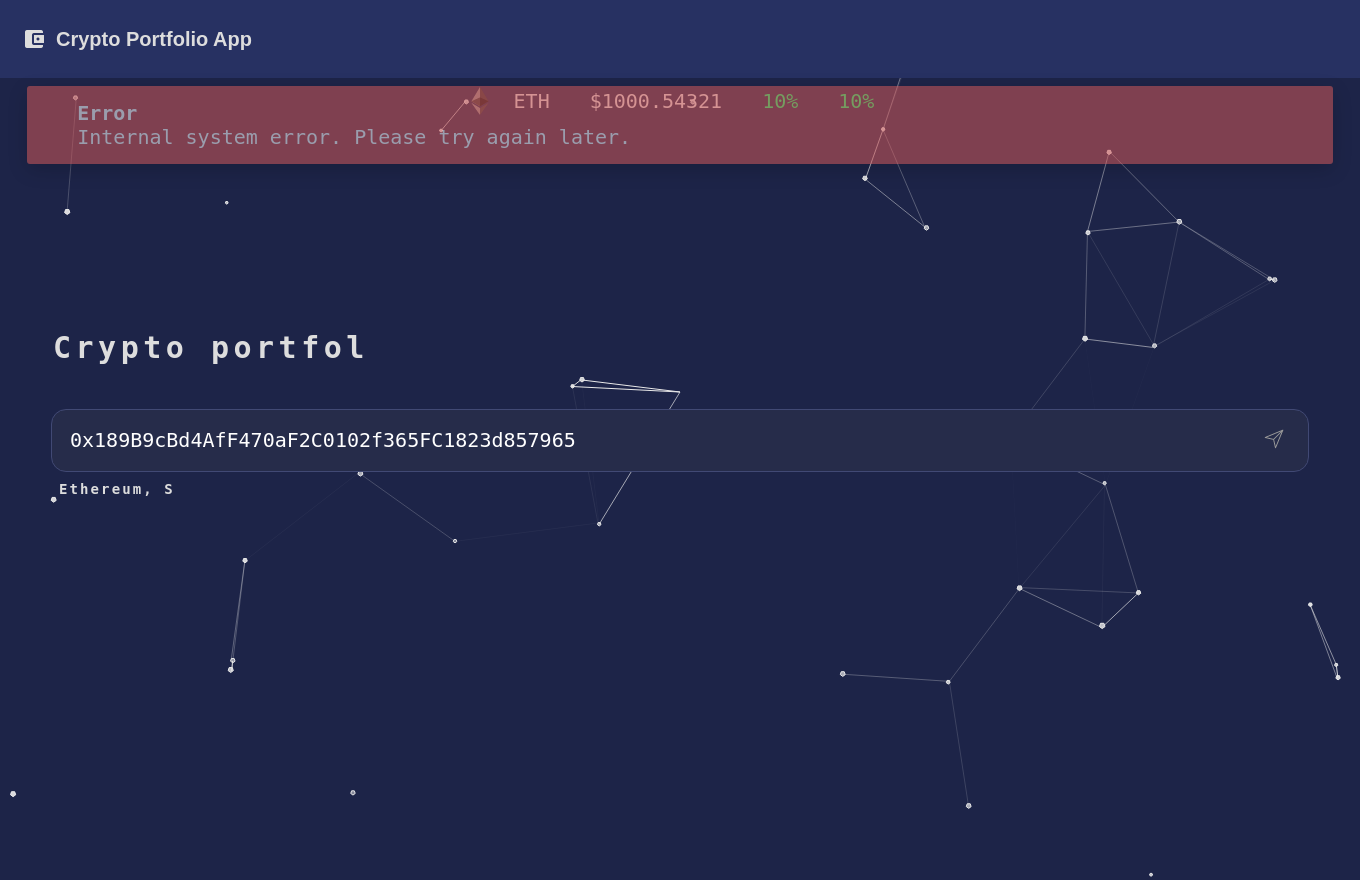 Crypto Portfolio App
ETH $1000.54321 10% 10%
Error
Internal system error. Please try again later.
Crypto portfol
0x189B9cBd4AfF470aF2C0102f365FC1823d857965
Ethereum, S